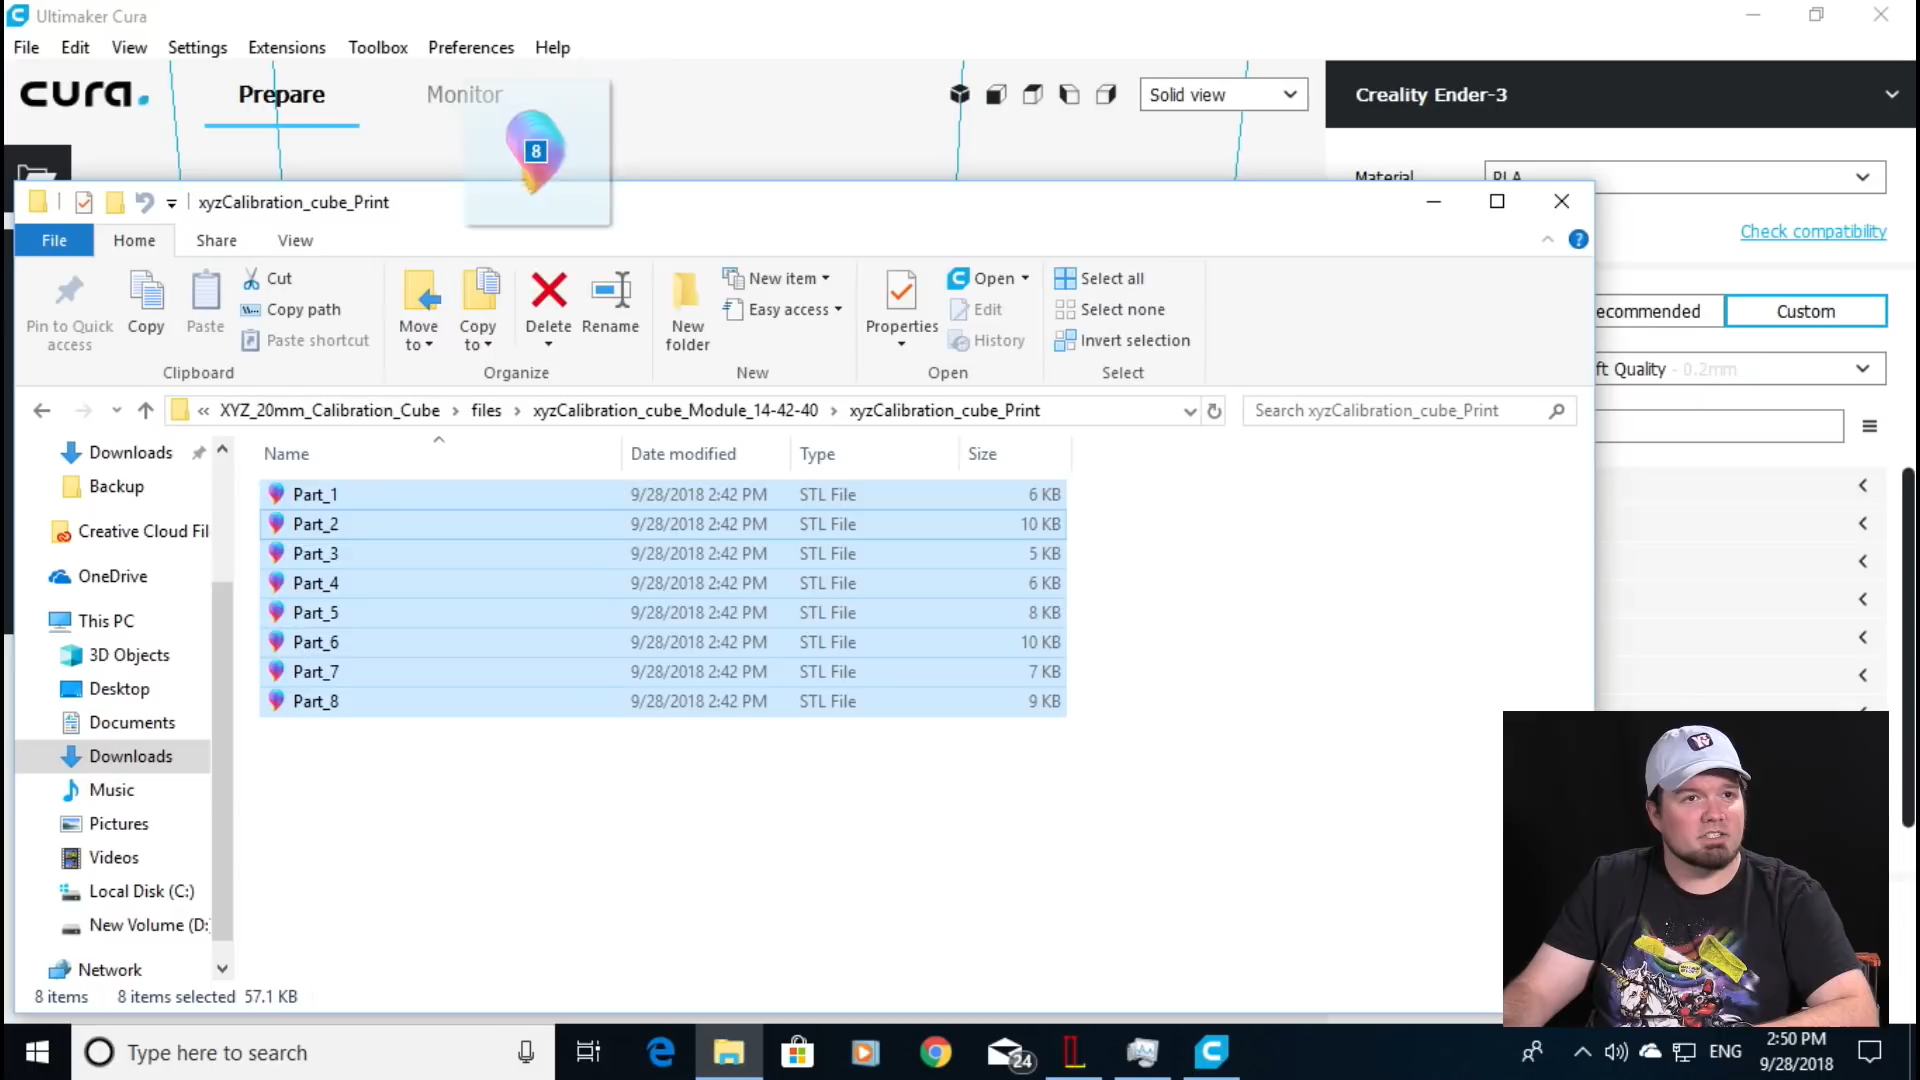 Ultimaker Cura
File Edit View Settings Extensions Toolbox Preferences Help
cura.
Prepare
Monitor
Solid view
Creality Ender-3
8
Material
PLA
xyzCalibration_cube_Print
Check compatibility
File
Home
Share
View
Pin to Quick access
Copy
Paste
Cut
Copy path
Paste shortcut
Clipboard
Move to
Copy to
Delete
Rename
Organize
New folder
New item
Easy access
New
Properties
Open
Edit
History
Open
Select all
Select none
Invert selection
Select
ecommended
Custom
ft Quality - 0.2mm
« XYZ_20mm_Calibration_Cube › files › xyzCalibration_cube_Module_14-42-40 › xyzCalibration_cube_Print
Search xyzCalibration_cube_Print
Name Date modified Type Size
Part_1 9/28/2018 2:42 PM STL File 6 KB
Part_2 9/28/2018 2:42 PM STL File 10 KB
Part_3 9/28/2018 2:42 PM STL File 5 KB
Part_4 9/28/2018 2:42 PM STL File 6 KB
Part_5 9/28/2018 2:42 PM STL File 8 KB
Part_6 9/28/2018 2:42 PM STL File 10 KB
Part_7 9/28/2018 2:42 PM STL File 7 KB
Part_8 9/28/2018 2:42 PM STL File 9 KB
Downloads
Backup
Creative Cloud Fil
OneDrive
This PC
3D Objects
Desktop
Documents
Downloads
Music
Pictures
Videos
Local Disk (C:)
New Volume (D:
Network
8 items 8 items selected 57.1 KB
Type here to search
24
ENG
2:50 PM
9/28/2018